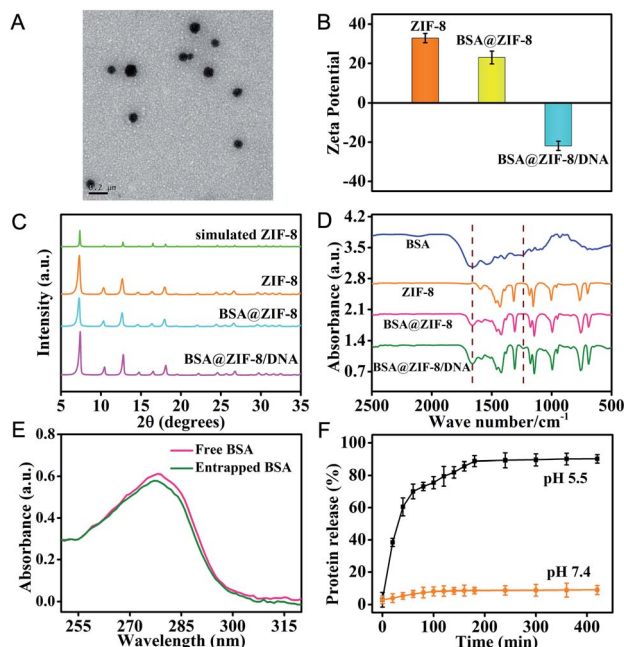 A
0.2 μm
B
Zeta Potential
40
20
0
-20
-40
ZIF-8
BSA@ZIF-8
BSA@ZIF-8/DNA
C
Intensity (a.u.)
simulated ZIF-8
ZIF-8
BSA@ZIF-8
BSA@ZIF-8/DNA
5 10 15 20 25 30 35
2θ (degrees)
D
Absorbance (a.u.)
4.2
3.5
2.8
2.1
1.4
0.7
BSA
ZIF-8
BSA@ZIF-8
BSA@ZIF-8/DNA
2500 2000 1500 1000 500
Wave number/cm-1
E
Absorbance (a.u.)
0.8
0.6
0.4
0.2
0.0
Free BSA
Entrapped BSA
255 270 285 300 315
Wavelength (nm)
F
Protein release (%)
120
100
80
60
40
20
0
pH 5.5
pH 7.4
0 100 200 300 400
Time (min)